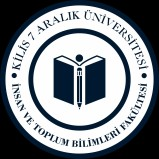 • KİLİS 7 ARALIK ÜNİVERSİTESİ •
İNSAN VE TOPLUM BİLİMLERİ FAKÜLTESİ